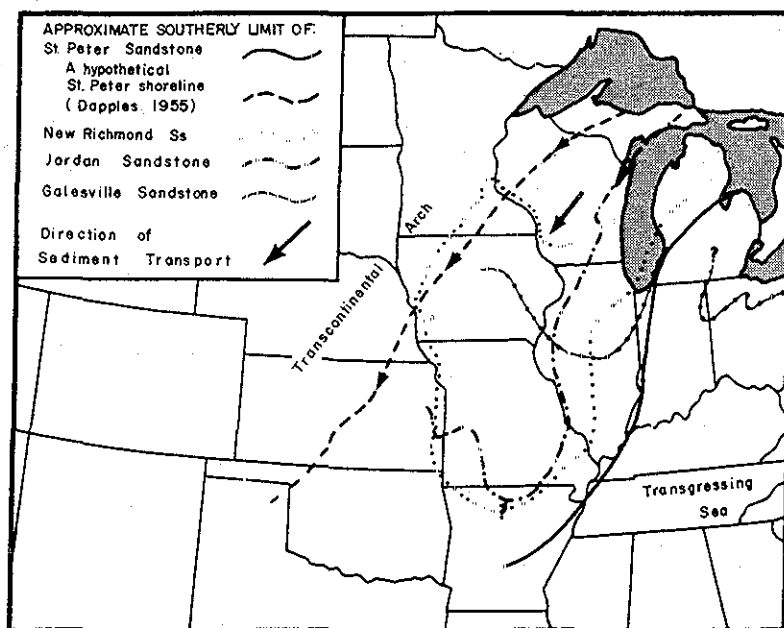 APPROXIMATE SOUTHERLY LIMIT OF:
St. Peter Sandstone
A hypothetical
St. Peter shoreline
(Dapples, 1955)
New Richmond Ss
Jordan Sandstone
Galesville Sandstone
Direction of
Sediment Transport
Arch
Transcontinental
Transgressing
Sea